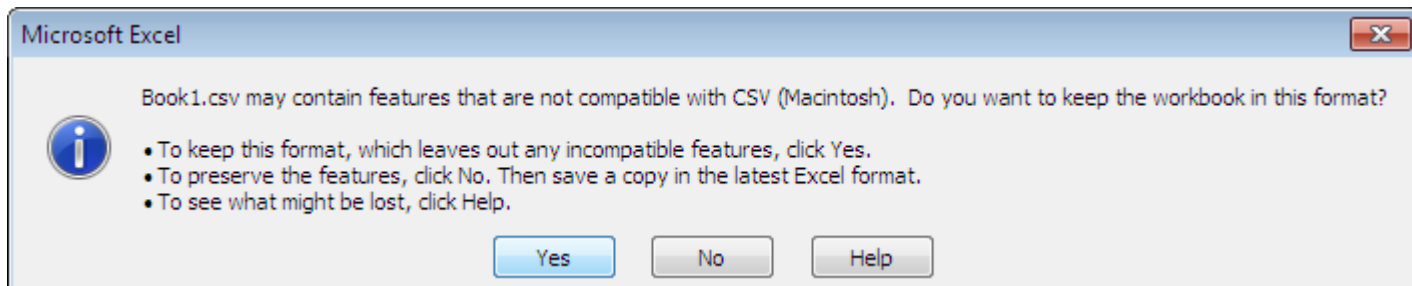 Microsoft Excel
Book1.csv may contain features that are not compatible with CSV (Macintosh).  Do you want to keep the workbook in this format?
• To keep this format, which leaves out any incompatible features, click Yes.
• To preserve the features, click No. Then save a copy in the latest Excel format.
• To see what might be lost, click Help.
Yes No Help